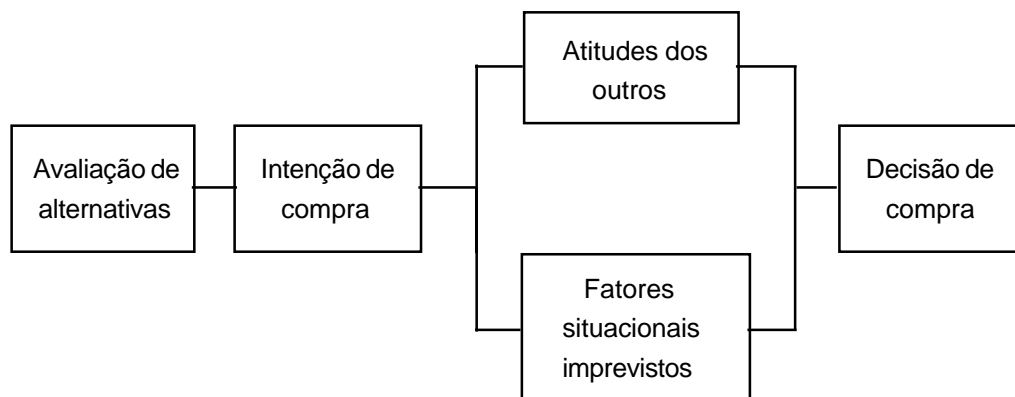 Avaliação de
alternativas
Intenção de
compra
Atitudes dos
outros
Fatores
situacionais
imprevistos
Decisão de
compra